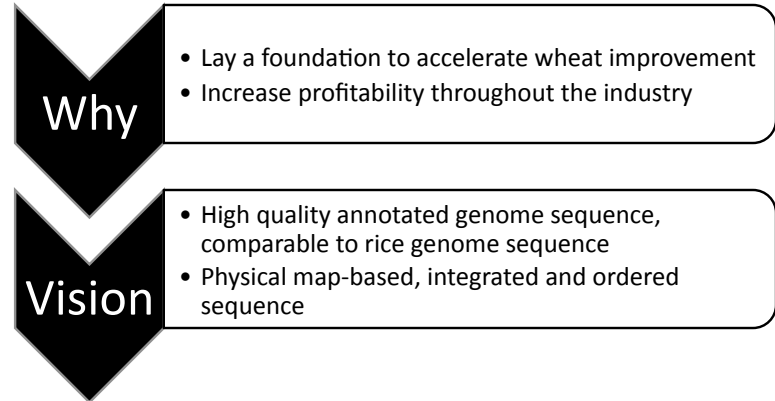 Why
• Lay a foundation to accelerate wheat improvement
• Increase profitability throughout the industry
Vision
• High quality annotated genome sequence,
comparable to rice genome sequence
• Physical map-based, integrated and ordered
sequence